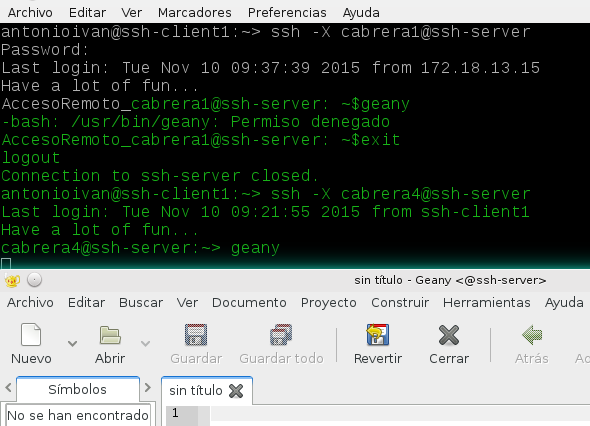 Archivo Editar Ver Marcadores Preferencias Ayuda
antonioivan@ssh-client1:~> ssh -X cabrera1@ssh-server
Password:
Last login: Tue Nov 10 09:37:39 2015 from 172.18.13.15
Have a lot of fun...
AccesoRemoto_cabrera1@ssh-server: ~$geany
-bash: /usr/bin/geany: Permiso denegado
AccesoRemoto_cabrera1@ssh-server: ~$exit
logout
Connection to ssh-server closed.
antonioivan@ssh-client1:~> ssh -X cabrera4@ssh-server
Last login: Tue Nov 10 09:21:55 2015 from ssh-client1
Have a lot of fun...
cabrera4@ssh-server:~> geany
sin título - Geany <@ssh-server>
Archivo Editar Buscar Ver Documento Proyecto Construir Herramientas Ayuda
Nuevo Abrir Guardar Guardar todo Revertir Cerrar Atrás
Símbolos sin título
No se han encontrado 1